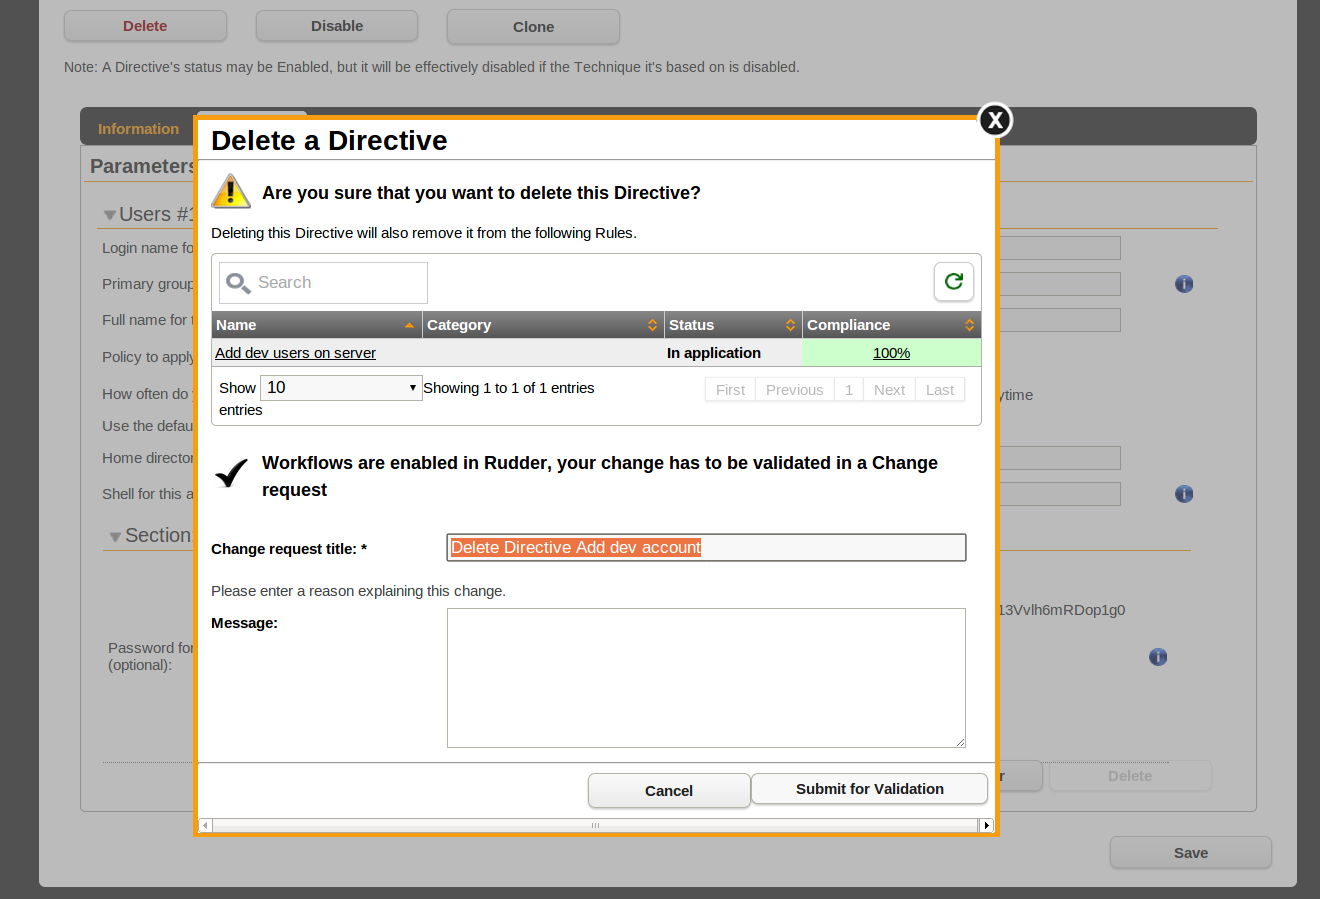 Delete Disable Clone
Note: A Directive's status may be Enabled, but it will be effectively disabled if the Technique it's based on is disabled.
Information
Parameters
Users #1
Login name fo
Primary group
Full name for t
Policy to apply
How often do y
Use the defau
Home director
Shell for this a
Section
Password for
(optional):
X
Delete a Directive
Are you sure that you want to delete this Directive?
Deleting this Directive will also remove it from the following Rules.
Search
Name Category Status Compliance
Add dev users on server In application 100%
Show 10 Showing 1 to 1 of 1 entries First Previous 1 Next Last
entries
Workflows are enabled in Rudder, your change has to be validated in a Change
request
Change request title: * Delete Directive Add dev account
Please enter a reason explaining this change.
Message:
Cancel Submit for Validation
ytime
13Vvlh6mRDop1g0
r Delete
Save